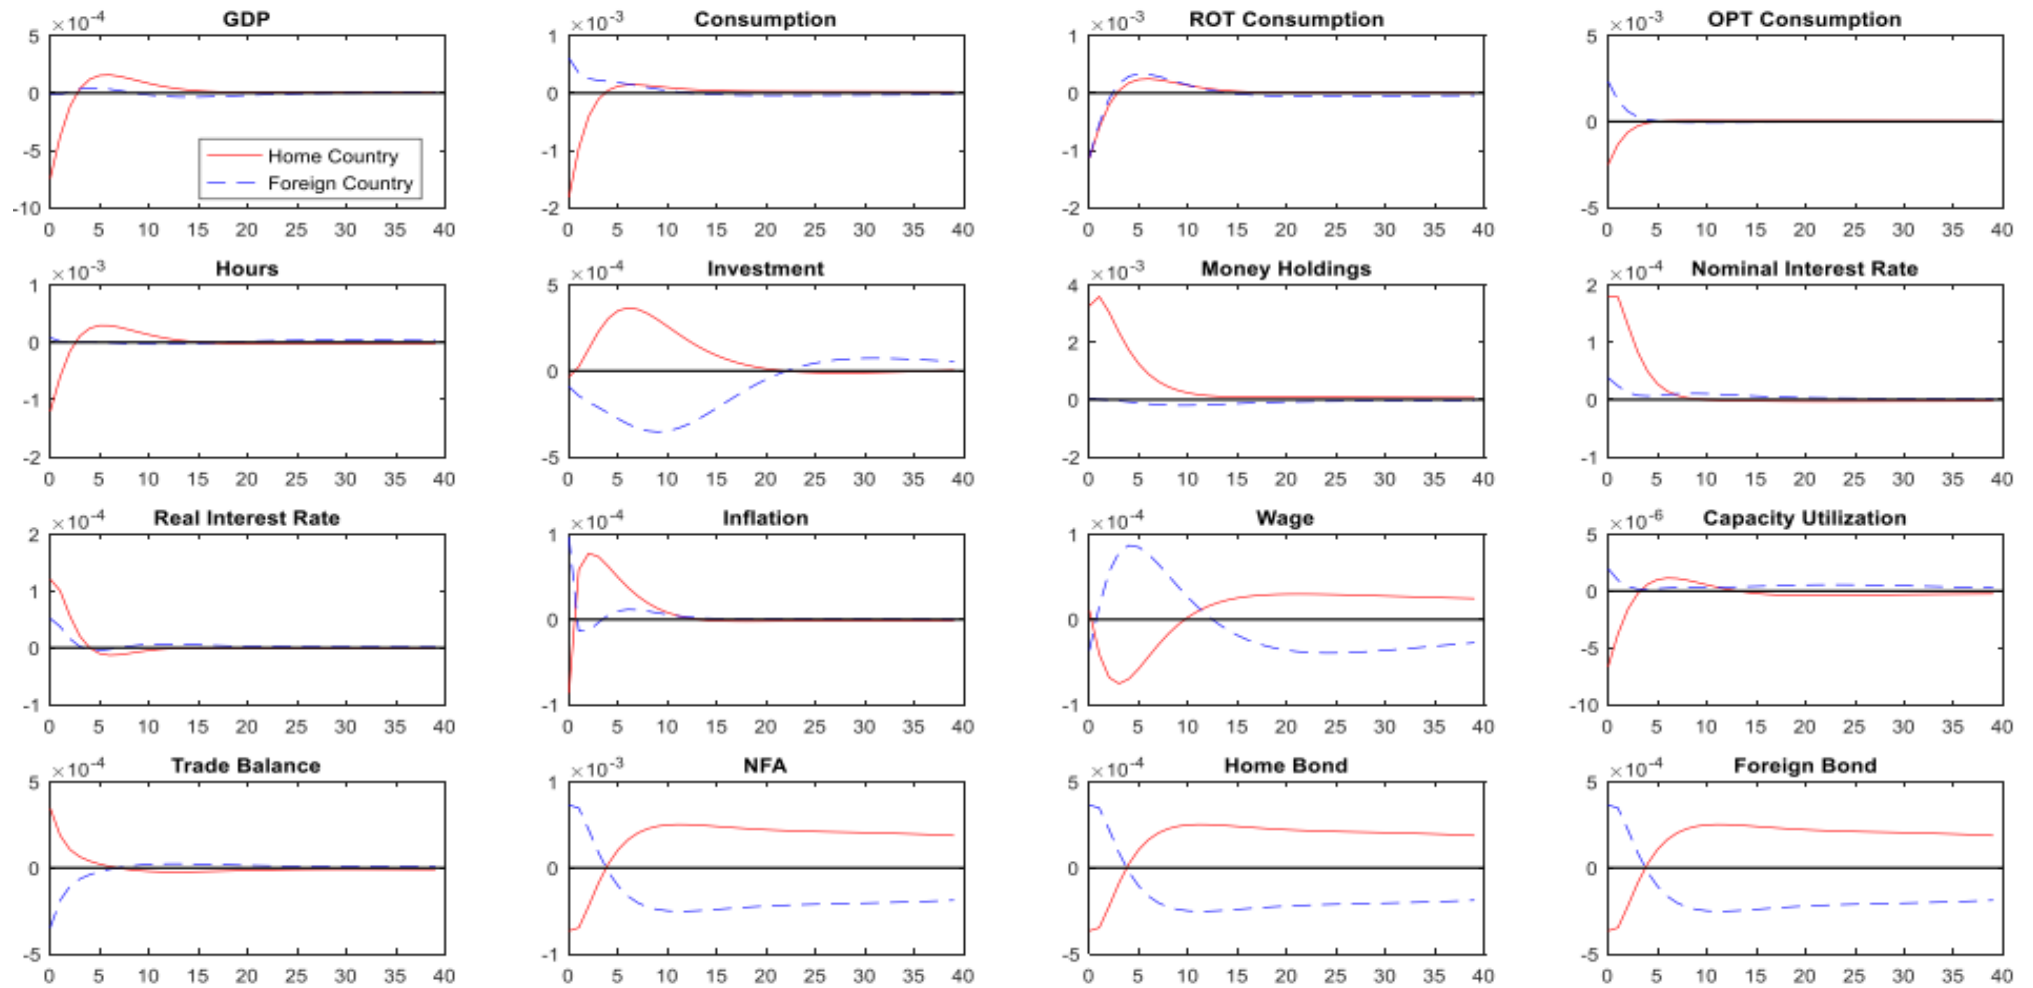 GDP
×10-4
5
0
-5
-10
0 5 10 15 20 25 30 35 40
Home Country
Foreign Country
Consumption
×10-3
1
0
-1
-2
0 5 10 15 20 25 30 35 40
ROT Consumption
×10-3
1
0
-1
-2
0 5 10 15 20 25 30 35 40
OPT Consumption
×10-3
5
0
-5
0 5 10 15 20 25 30 35 40
Hours
×10-3
1
0
-1
-2
0 5 10 15 20 25 30 35 40
Investment
×10-4
5
0
-5
0 5 10 15 20 25 30 35 40
Money Holdings
×10-3
4
2
0
-2
0 5 10 15 20 25 30 35 40
Nominal Interest Rate
×10-4
2
1
0
-1
0 5 10 15 20 25 30 35 40
Real Interest Rate
×10-4
2
1
0
-1
0 5 10 15 20 25 30 35 40
Inflation
×10-4
1
0
-1
0 5 10 15 20 25 30 35 40
Wage
×10-4
1
0
-1
0 5 10 15 20 25 30 35 40
Capacity Utilization
×10-6
5
0
-5
-10
0 5 10 15 20 25 30 35 40
Trade Balance
×10-4
5
0
-5
0 5 10 15 20 25 30 35 40
NFA
×10-3
1
0
-1
0 5 10 15 20 25 30 35 40
Home Bond
×10-4
5
0
-5
0 5 10 15 20 25 30 35 40
Foreign Bond
×10-4
5
0
-5
0 5 10 15 20 25 30 35 40